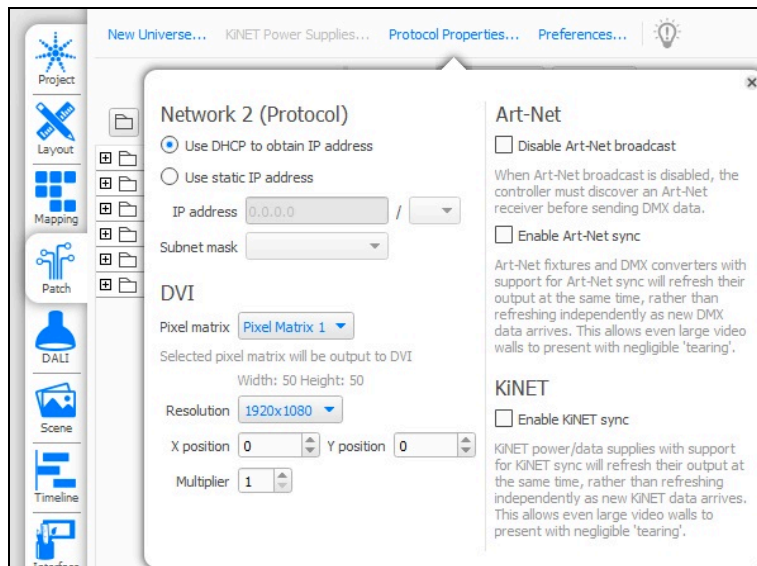 New Universe... KiNET Power Supplies... Protocol Properties... Preferences...
Project
Layout
Mapping
Patch
DALI
Scene
Timeline
Network 2 (Protocol)
Use DHCP to obtain IP address
Use static IP address
IP address 0.0.0.0 /
Subnet mask
DVI
Pixel matrix Pixel Matrix 1
Selected pixel matrix will be output to DVI
Width: 50 Height: 50
Resolution 1920x1080
X position 0 Y position 0
Multiplier 1
Art-Net
Disable Art-Net broadcast
When Art-Net broadcast is disabled, the
controller must discover an Art-Net
receiver before sending DMX data.
Enable Art-Net sync
Art-Net fixtures and DMX converters with
support for Art-Net sync will refresh their
output at the same time, rather than
refreshing independently as new DMX
data arrives. This allows even large video
walls to present with negligible 'tearing'.
KiNET
Enable KiNET sync
KiNET power/data supplies with support
for KiNET sync will refresh their output at
the same time, rather than refreshing
independently as new KiNET data arrives.
This allows even large video walls to
present with negligible 'tearing'.